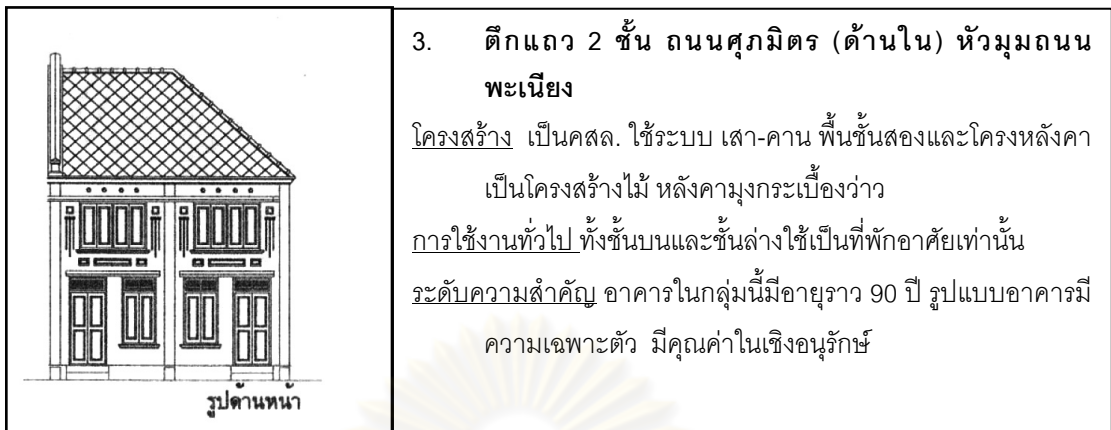 3. ตึกแถว 2 ชั้น ถนนศุภมิตร (ด้านใน) หัวมุมถนน
พะเนียง
โครงสร้าง เป็นคสล. ใช้ระบบ เสา-คาน พื้นชั้นสองและโครงหลังคา
เป็นโครงสร้างไม้ หลังคามุงกระเบื้องว่าว
การใช้งานทั่วไป ทั้งชั้นบนและชั้นล่างใช้เป็นที่พักอาศัยเท่านั้น
ระดับความสำคัญ อาคารในกลุ่มนี้มีอายุราว 90 ปี รูปแบบอาคารมี
ความเฉพาะตัว มีคุณค่าในเชิงอนุรักษ์
รูปด้านหน้า